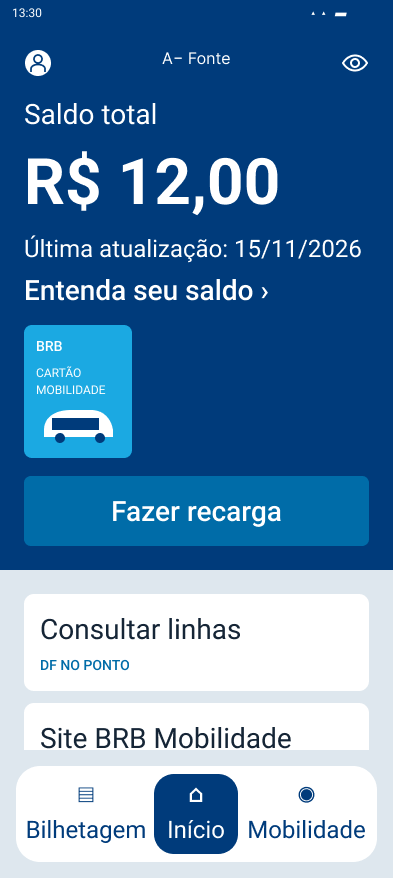 13:30
A− Fonte
Saldo total
R$ 12,00
Última atualização: 15/11/2026
Entenda seu saldo ›
BRB
CARTÃO
MOBILIDADE
Fazer recarga
Consultar linhas
DF NO PONTO
Site BRB Mobilidade
Bilhetagem
Início
Mobilidade